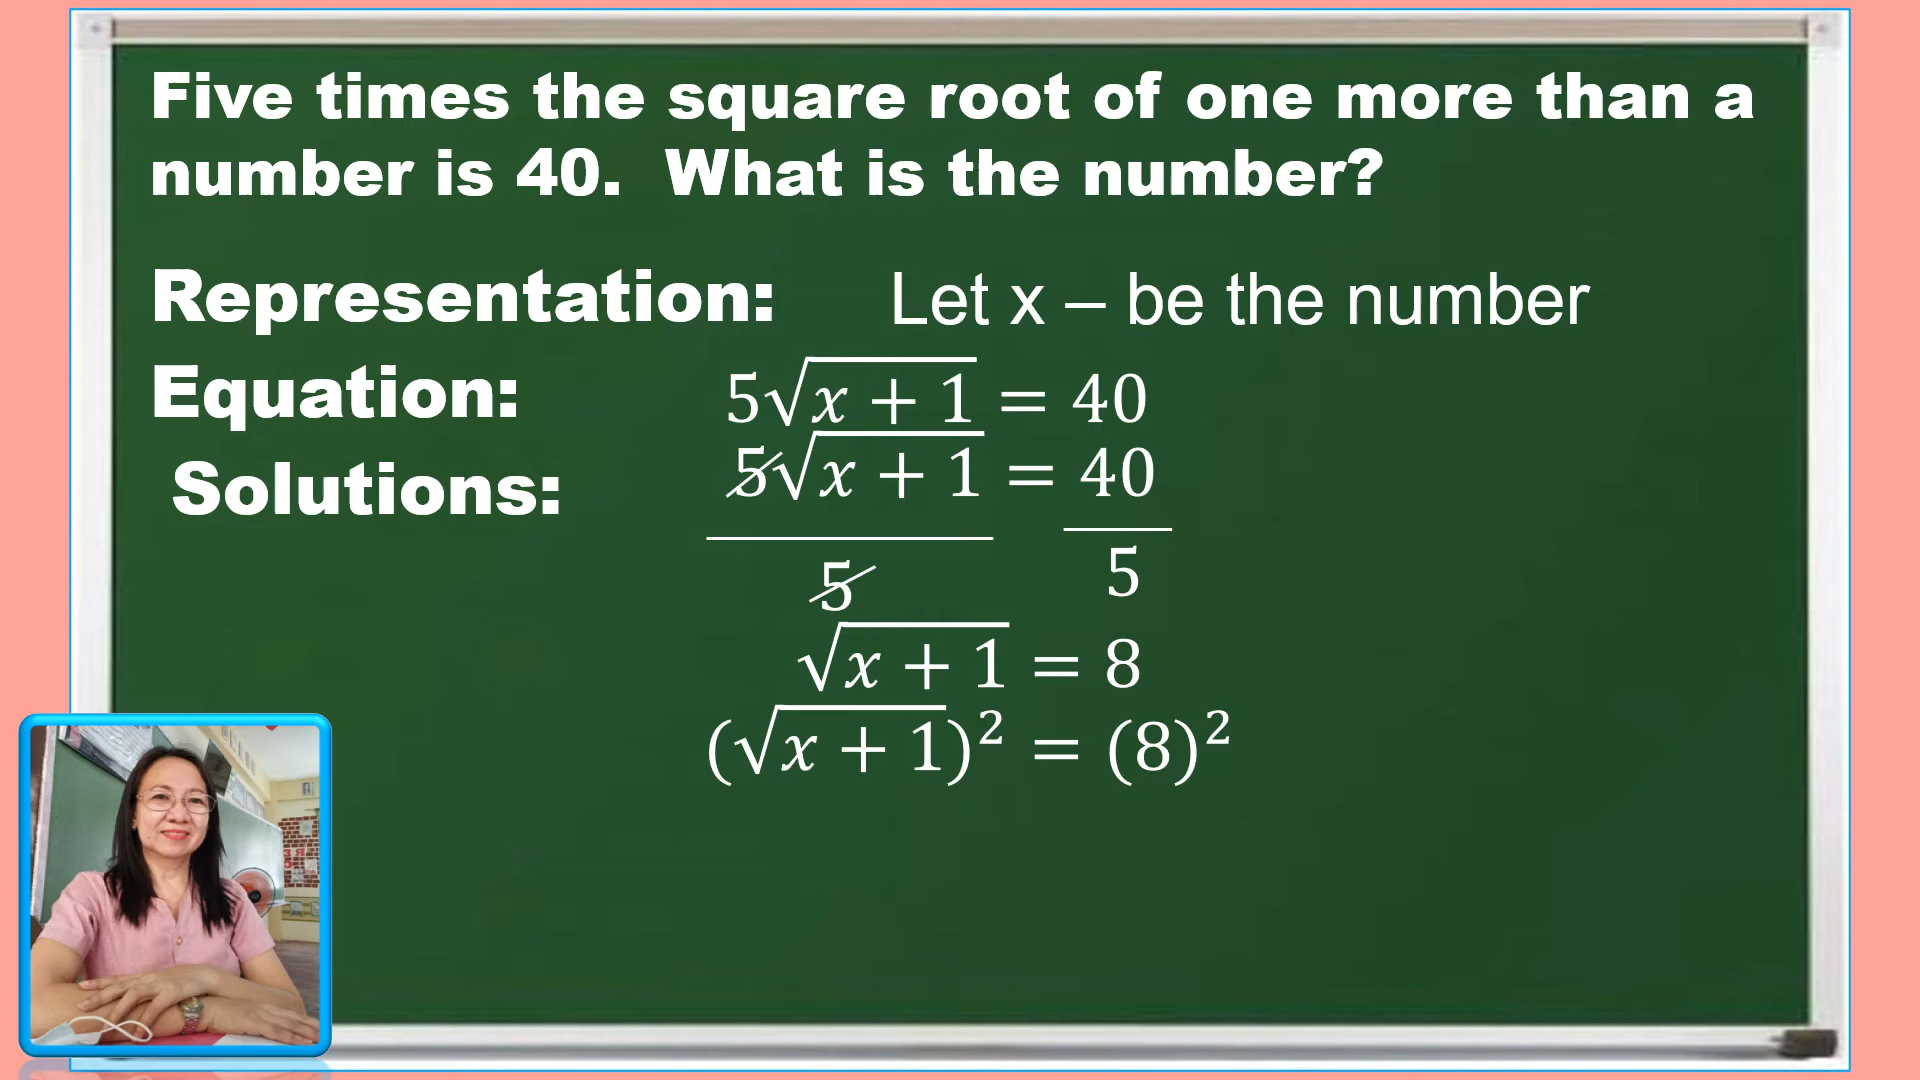 Five times the square root of one more than a
number is 40. What is the number?
Representation: Let x – be the number
Equation: 5√(x + 1) = 40
Solutions: 5√(x + 1) = 40
5 5
√(x + 1) = 8
(√(x + 1))² = (8)²